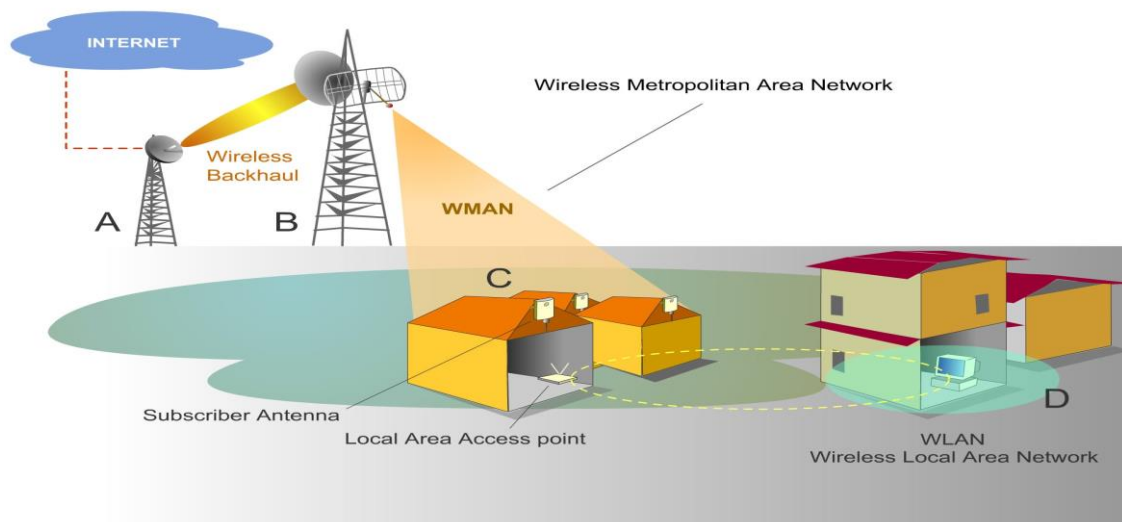 INTERNET
Wireless Metropolitan Area Network
Wireless
Backhaul
A
B
WMAN
C
Subscriber Antenna
Local Area Access point
D
WLAN
Wireless Local Area Network